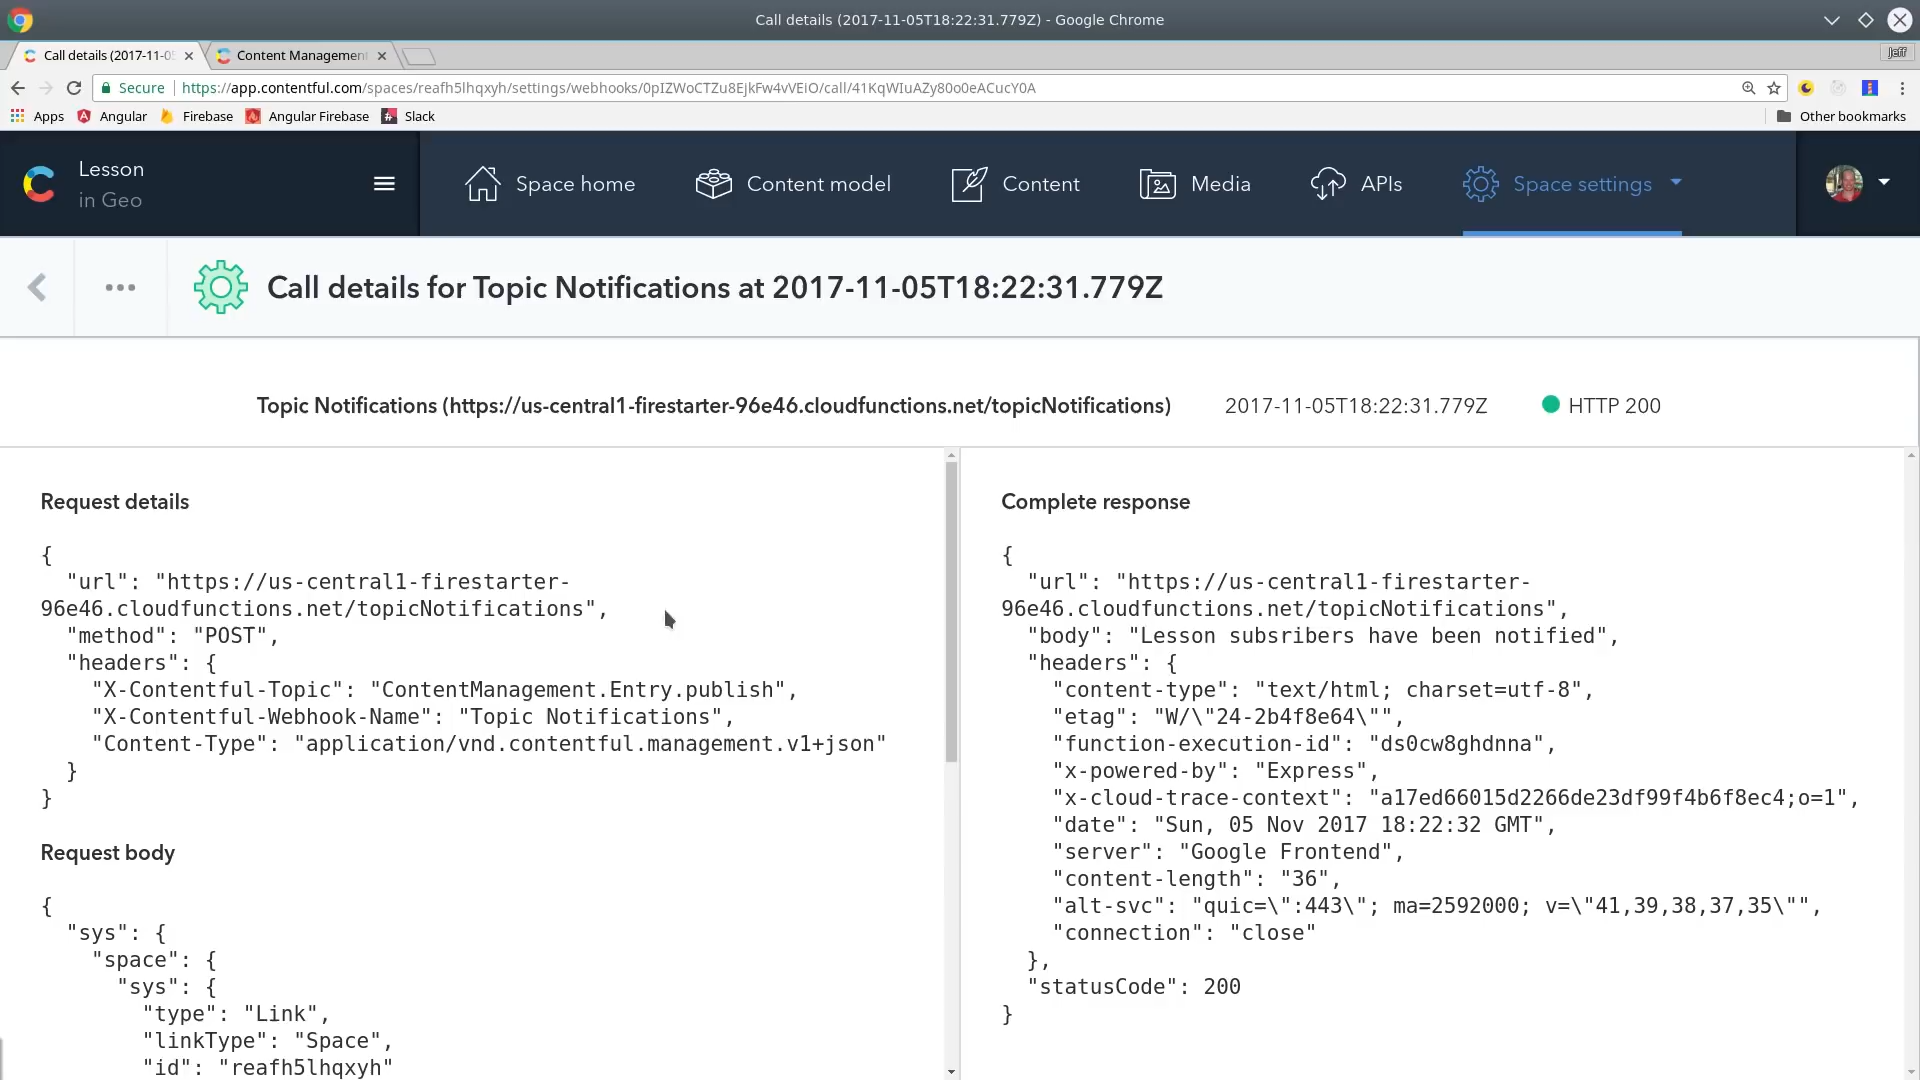 Call details (2017-11-05T18:22:31.779Z) - Google Chrome
Call details (2017-11-05 Content Management Jeff
Secure https://app.contentful.com/spaces/reafh5lhqxyh/settings/webhooks/0pIZWoCTZu8EjkFw4vVEiO/call/41KqWIuAZy80o0eACucY0A
Apps Angular Firebase Angular Firebase Slack Other bookmarks
Lesson
in Geo
Space home Content model Content Media APIs Space settings
Call details for Topic Notifications at 2017-11-05T18:22:31.779Z
Topic Notifications (https://us-central1-firestarter-96e46.cloudfunctions.net/topicNotifications) 2017-11-05T18:22:31.779Z HTTP 200
Request details
{
"url": "https://us-central1-firestarter-
96e46.cloudfunctions.net/topicNotifications",
"method": "POST",
"headers": {
"X-Contentful-Topic": "ContentManagement.Entry.publish",
"X-Contentful-Webhook-Name": "Topic Notifications",
"Content-Type": "application/vnd.contentful.management.v1+json"
}
}
Request body
{
"sys": {
"space": {
"sys": {
"type": "Link",
"linkType": "Space",
"id": "reafh5lhqxyh"
Complete response
{
"url": "https://us-central1-firestarter-
96e46.cloudfunctions.net/topicNotifications",
"body": "Lesson subsribers have been notified",
"headers": {
"content-type": "text/html; charset=utf-8",
"etag": "W/\"24-2b4f8e64\"",
"function-execution-id": "ds0cw8ghdnna",
"x-powered-by": "Express",
"x-cloud-trace-context": "a17ed66015d2266de23df99f4b6f8ec4;o=1",
"date": "Sun, 05 Nov 2017 18:22:32 GMT",
"server": "Google Frontend",
"content-length": "36",
"alt-svc": "quic=\":443\"; ma=2592000; v=\"41,39,38,37,35\"",
"connection": "close"
},
"statusCode": 200
}